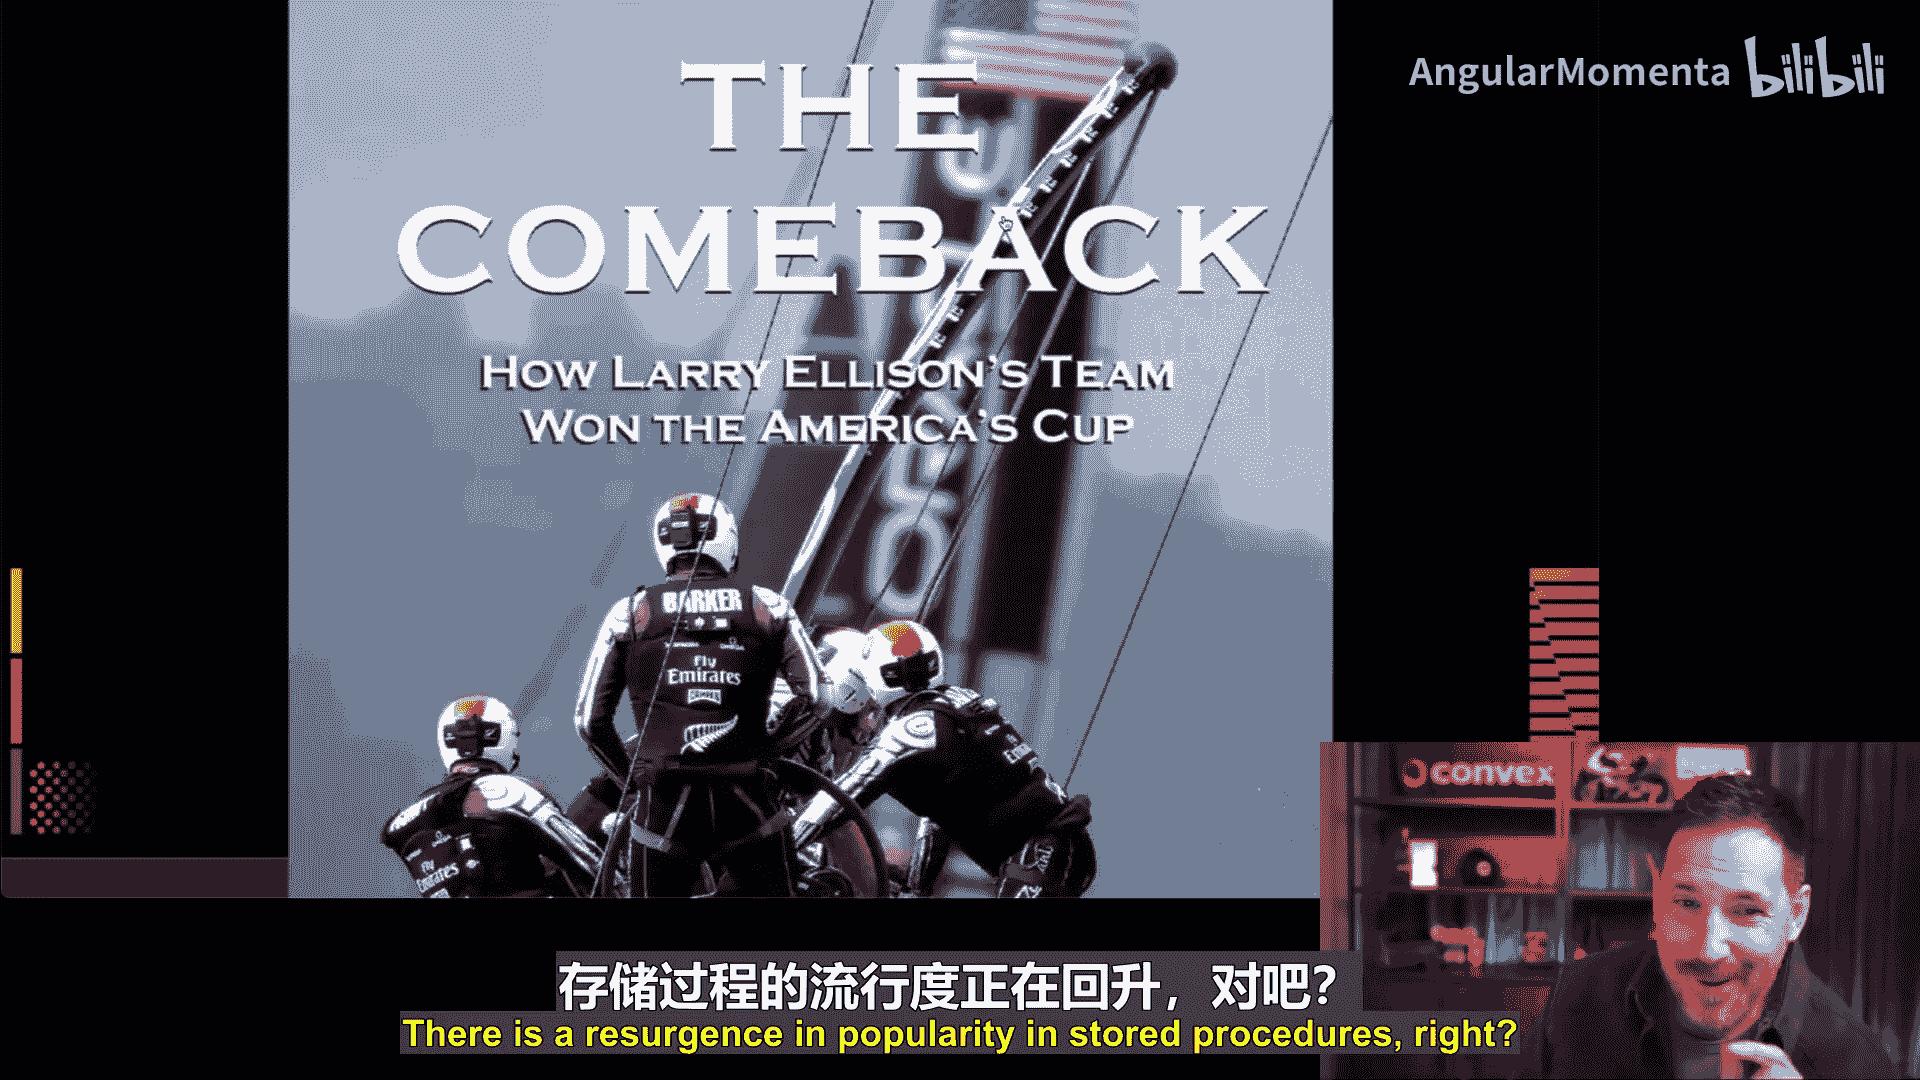 THE
COMEBACK
HOW LARRY ELLISON'S TEAM
WON THE AMERICA'S CUP
AngularMomenta bilibili
BARKER
fly
Emirates
fly
Emirates
convex
存储过程的流行度正在回升，对吧？
There is a resurgence in popularity in stored procedures, right?